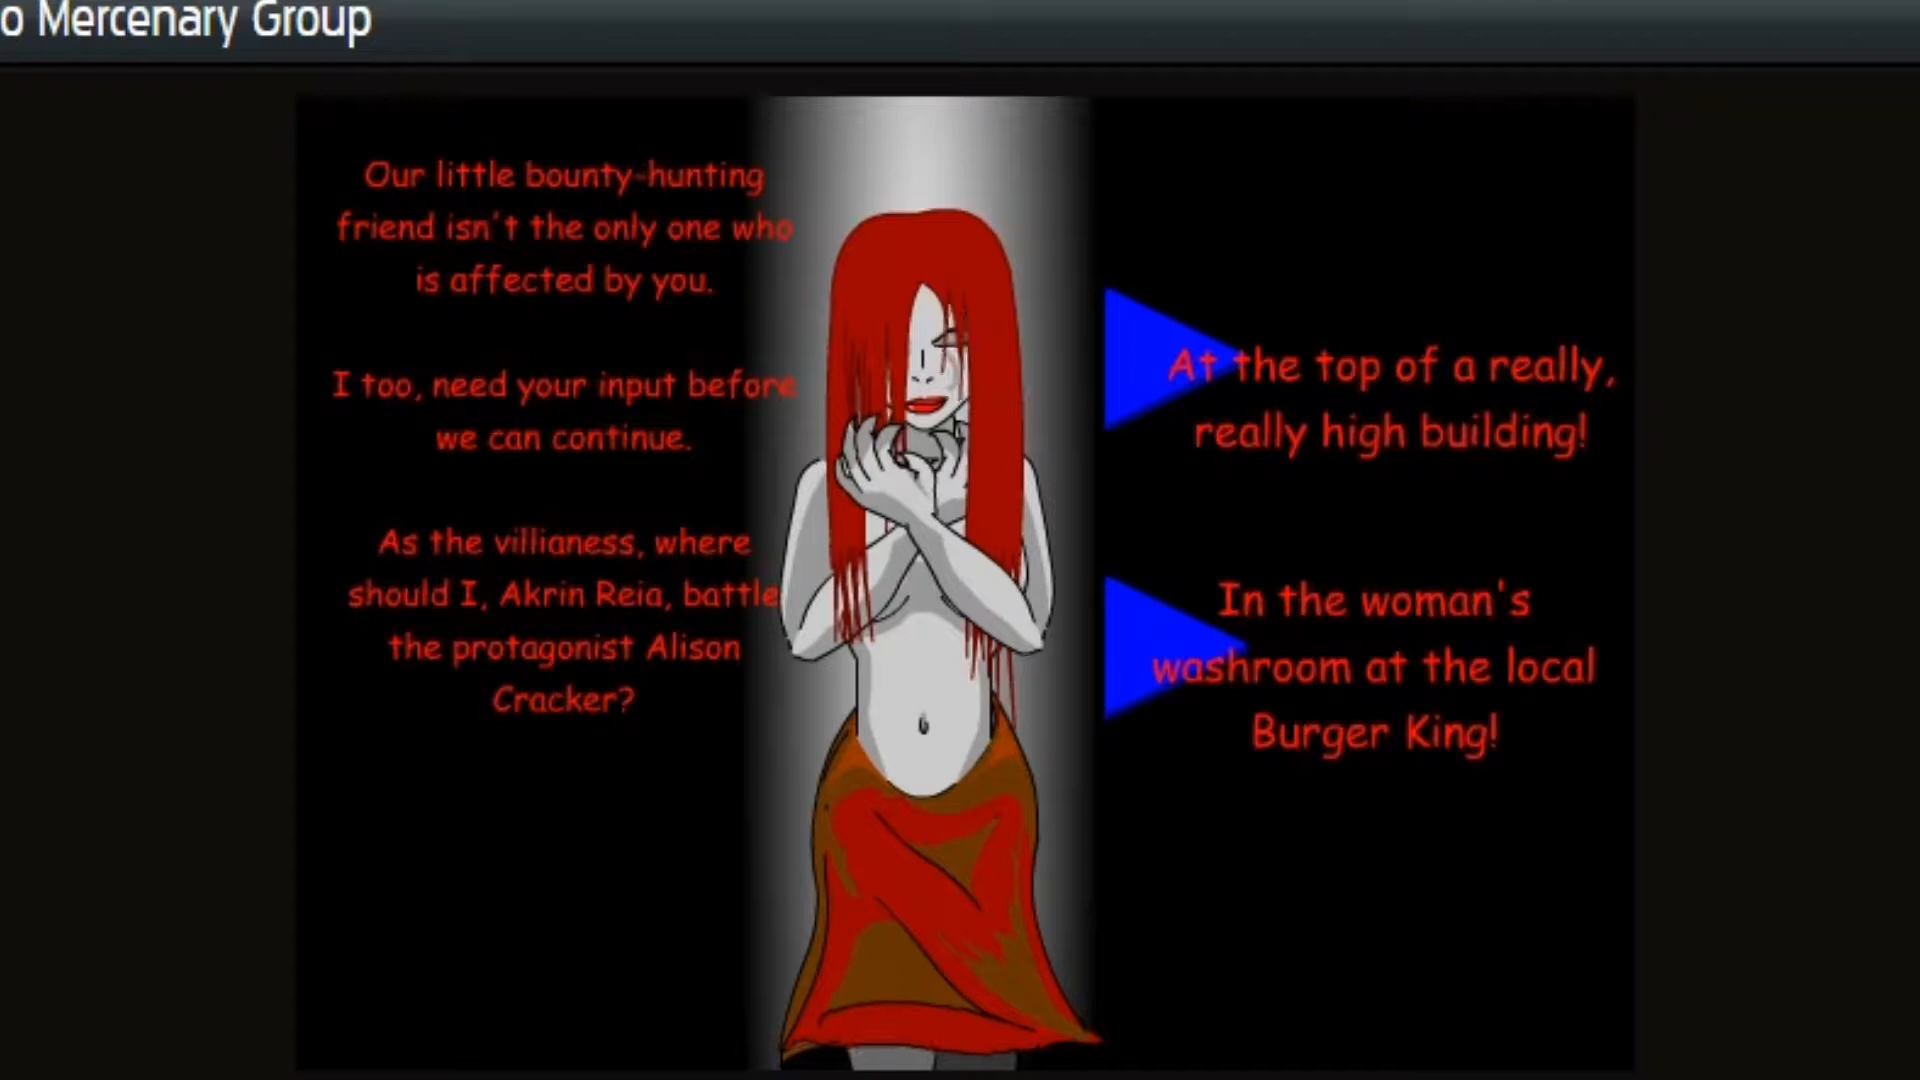 o Mercenary Group
Our little bounty-hunting
friend isn't the only one who
is affected by you.
I too, need your input before
we can continue.
As the villianess, where
should I, Akrin Reia, battle
the protagonist Alison
Cracker?
At the top of a really,
really high building!
In the woman's
washroom at the local
Burger King!